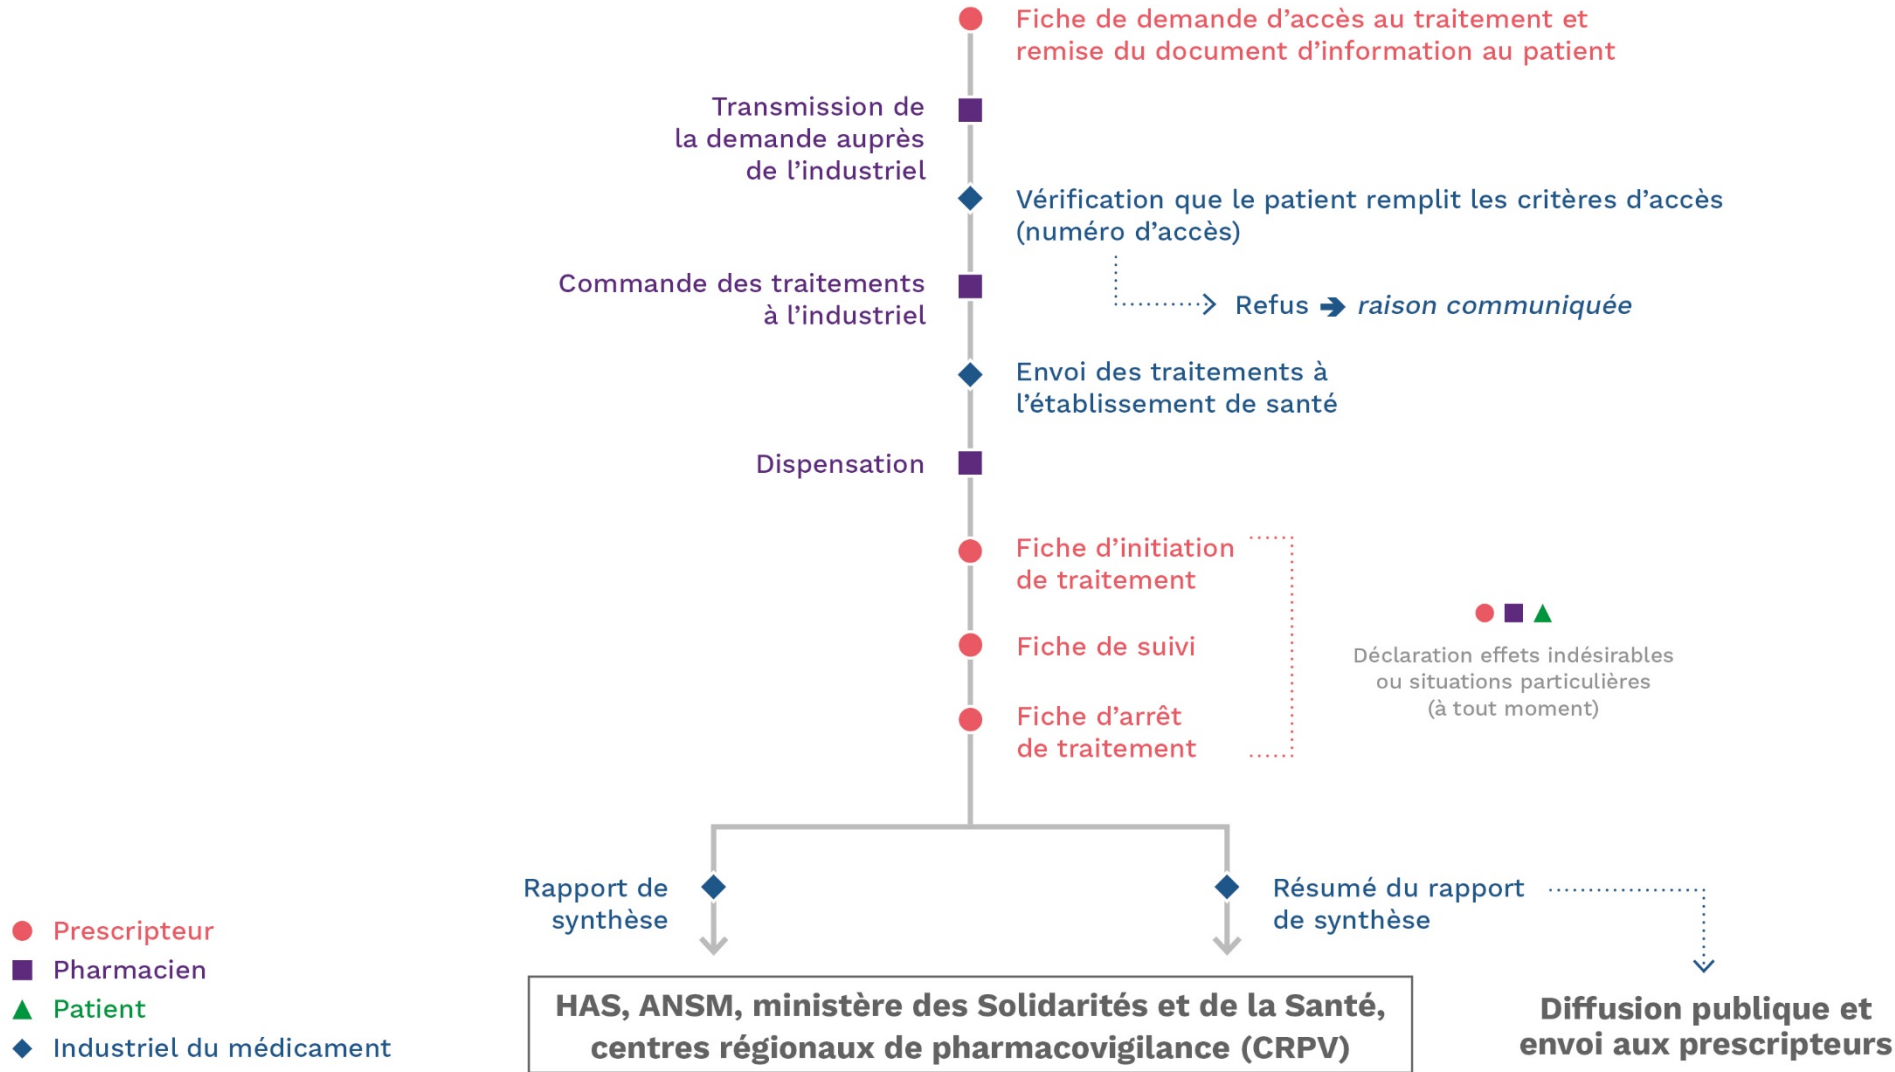 Fiche de demande d’accès au traitement et
remise du document d’information au patient
Transmission de
la demande auprès
de l’industriel
Vérification que le patient remplit les critères d’accès
(numéro d’accès)
Refus ➔ raison communiquée
Commande des traitements
à l’industriel
Envoi des traitements à
l’établissement de santé
Dispensation
Fiche d’initiation
de traitement
Fiche de suivi
Fiche d’arrêt
de traitement
Déclaration effets indésirables
ou situations particulières
(à tout moment)
Rapport de
synthèse
Résumé du rapport
de synthèse
HAS, ANSM, ministère des Solidarités et de la Santé,
centres régionaux de pharmacovigilance (CRPV)
Diffusion publique et
envoi aux prescripteurs
Prescripteur
Pharmacien
Patient
Industriel du médicament